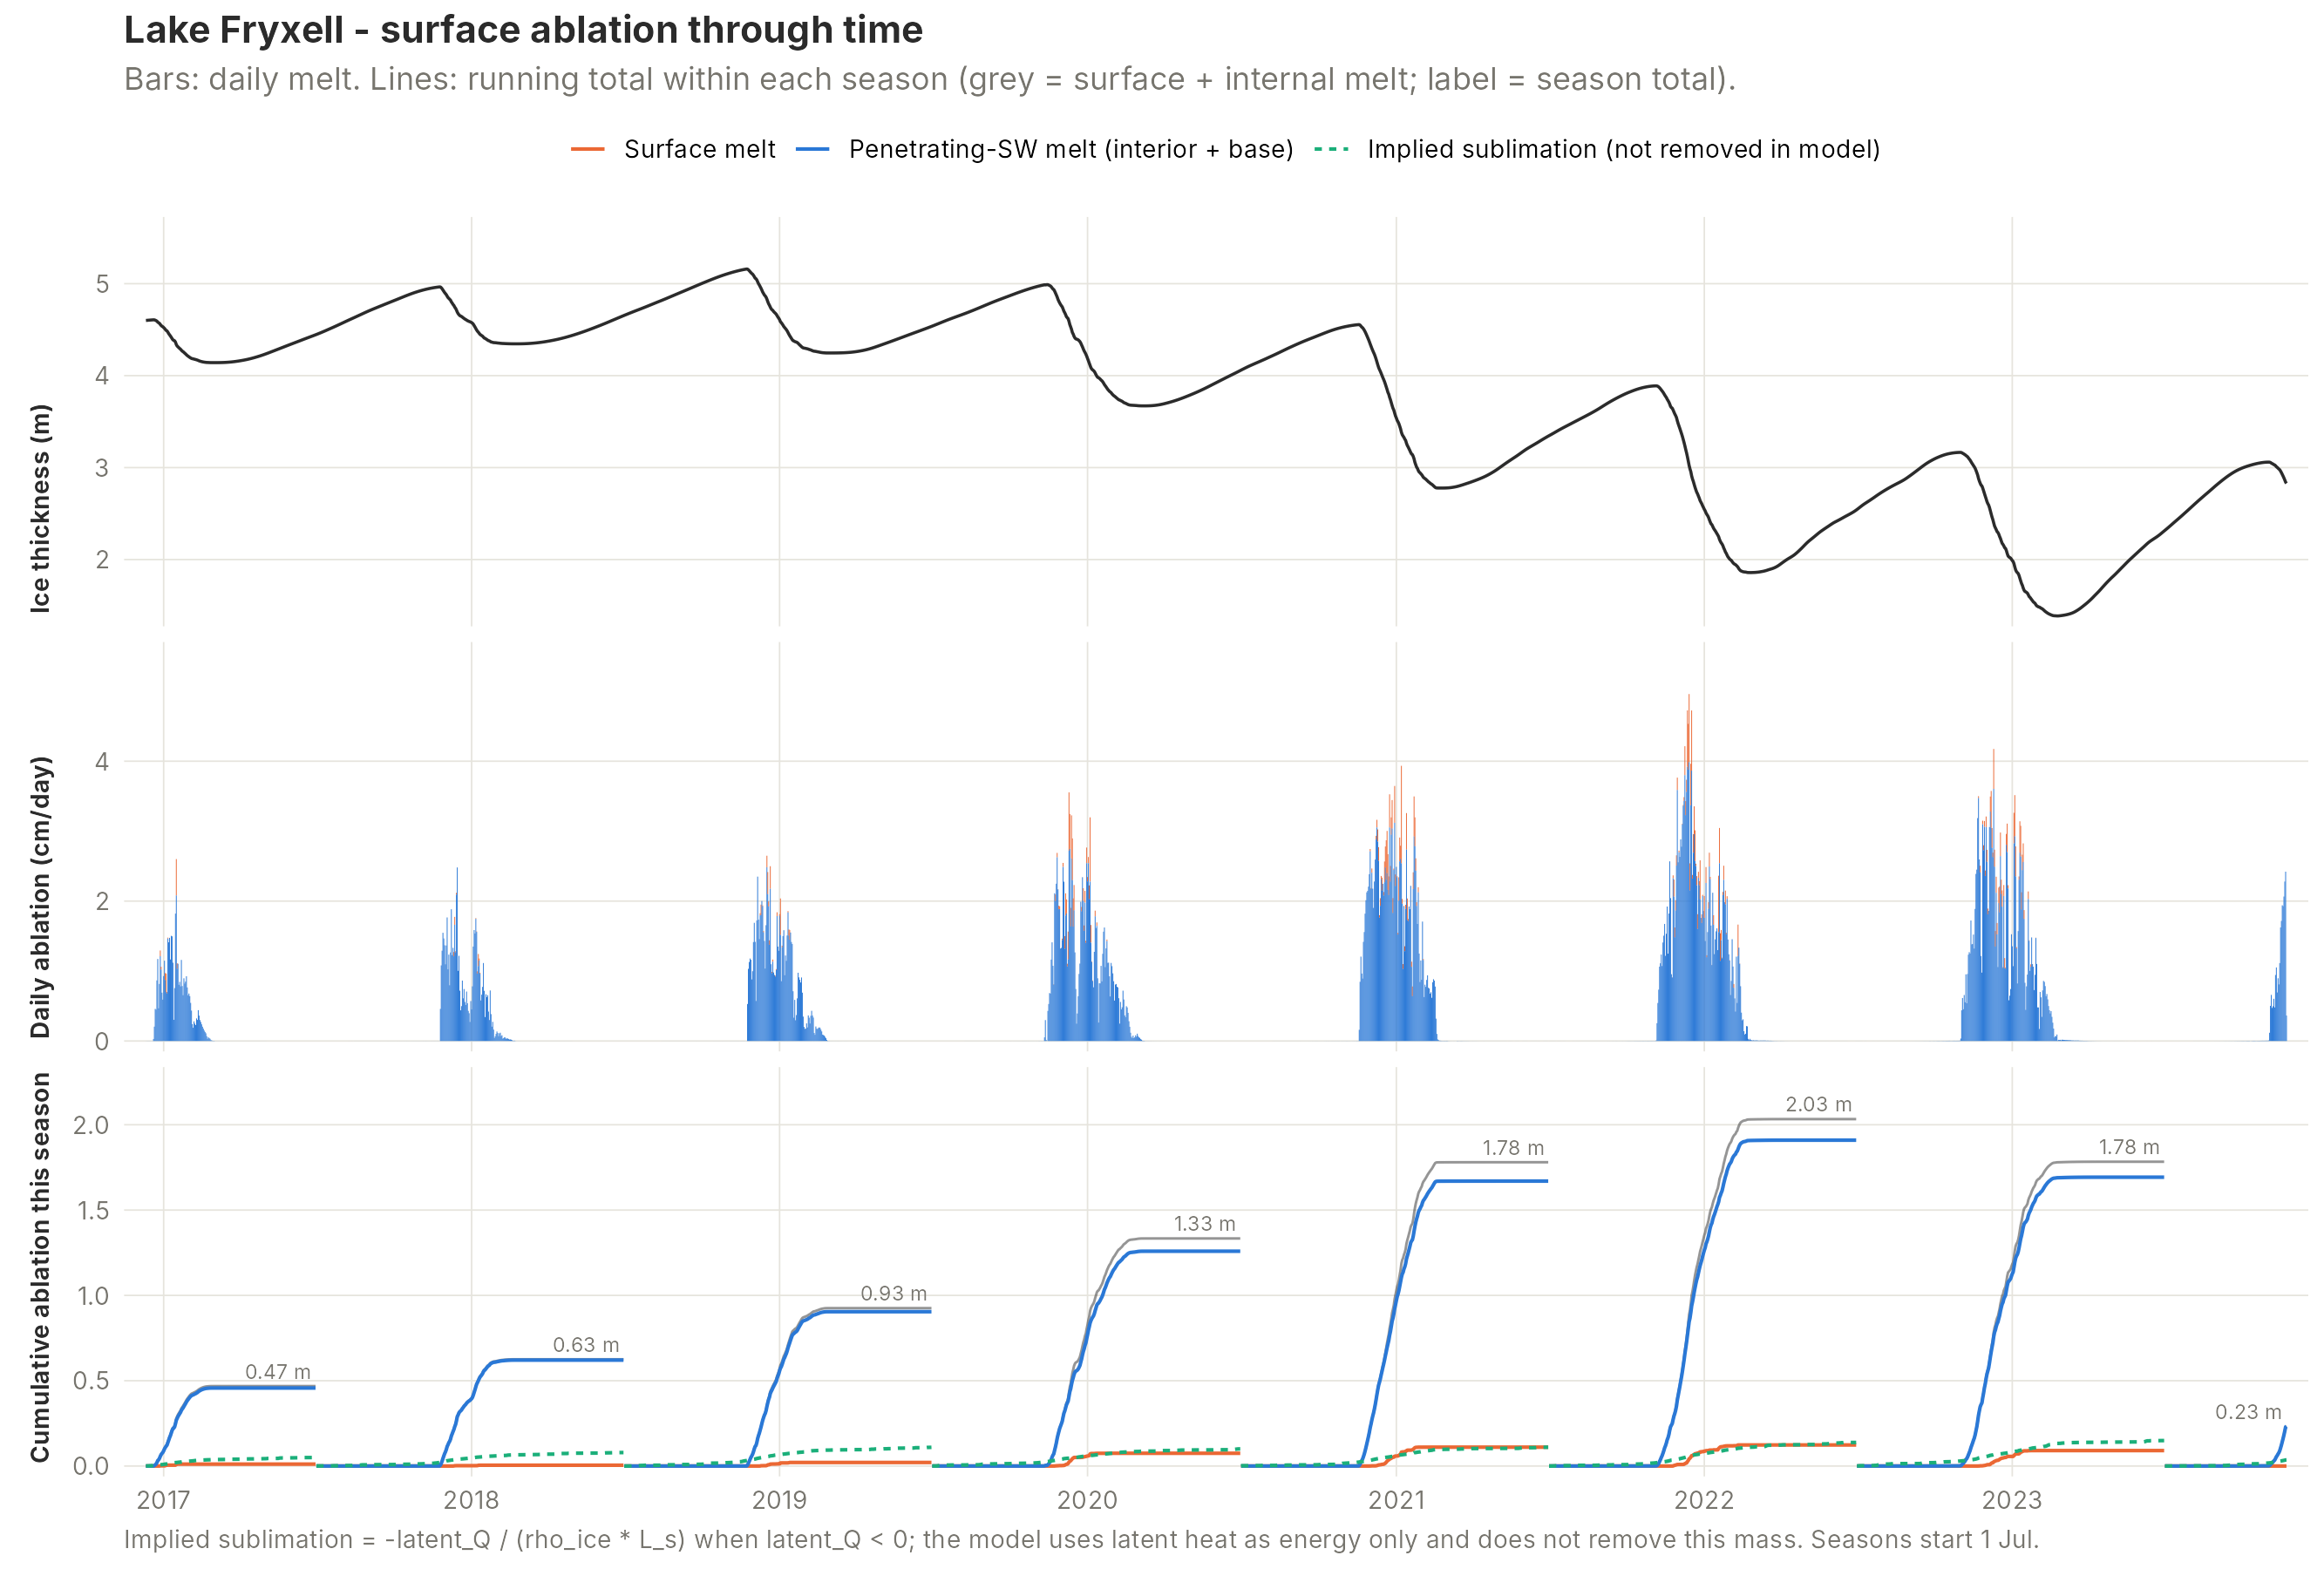 Lake Fryxell - surface ablation through time
Bars: daily melt. Lines: running total within each season (grey = surface + internal melt; label = season total).
Surface melt
Penetrating-SW melt (interior + base)
Implied sublimation (not removed in model)
Ice thickness (m)
5
4
3
2
Daily ablation (cm/day)
4
2
0
Cumulative ablation this season
2.0
1.5
1.0
0.5
0.0
0.47 m
0.63 m
0.93 m
1.33 m
1.78 m
2.03 m
1.78 m
0.23 m
2017
2018
2019
2020
2021
2022
2023
Implied sublimation = -latent_Q / (rho_ice * L_s) when latent_Q < 0; the model uses latent heat as energy only and does not remove this mass. Seasons start 1 Jul.